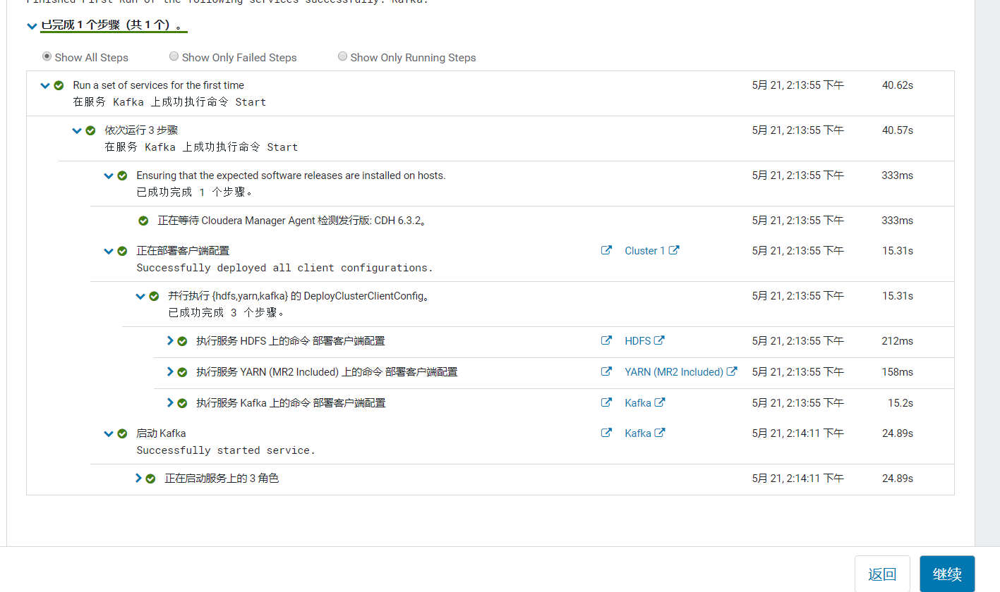 Finished First Run of the following services successfully: Kafka.
已完成 1 个步骤（共 1 个）。
Show All Steps Show Only Failed Steps Show Only Running Steps
Run a set of services for the first time 5月 21, 2:13:55 下午 40.62s
在服务 Kafka 上成功执行命令 Start
依次运行 3 步骤 5月 21, 2:13:55 下午 40.57s
在服务 Kafka 上成功执行命令 Start
Ensuring that the expected software releases are installed on hosts. 5月 21, 2:13:55 下午 333ms
已成功完成 1 个步骤。
正在等待 Cloudera Manager Agent 检测发行版: CDH 6.3.2。 5月 21, 2:13:55 下午 333ms
正在部署客户端配置 Cluster 1 5月 21, 2:13:55 下午 15.31s
Successfully deployed all client configurations.
并行执行 {hdfs,yarn,kafka} 的 DeployClusterClientConfig。 5月 21, 2:13:55 下午 15.31s
已成功完成 3 个步骤。
执行服务 HDFS 上的命令 部署客户端配置 HDFS 5月 21, 2:13:55 下午 212ms
执行服务 YARN (MR2 Included) 上的命令 部署客户端配置 YARN (MR2 Included) 5月 21, 2:13:55 下午 158ms
执行服务 Kafka 上的命令 部署客户端配置 Kafka 5月 21, 2:13:55 下午 15.2s
启动 Kafka Kafka 5月 21, 2:14:11 下午 24.89s
Successfully started service.
正在启动服务上的 3 角色 5月 21, 2:14:11 下午 24.89s
返回 继续